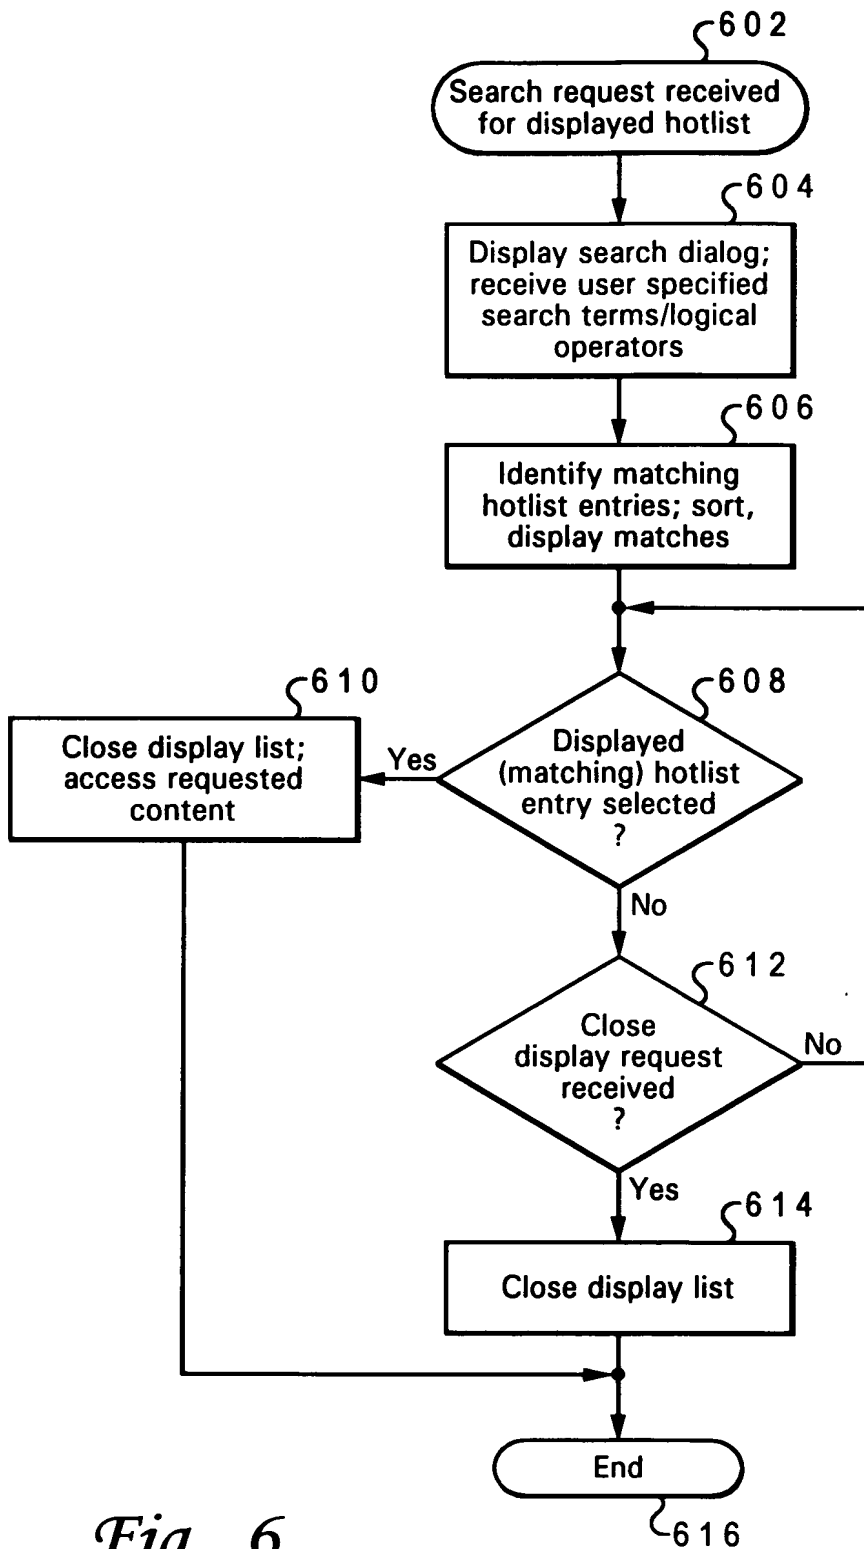 602
Search request received
for displayed hotlist
604
Display search dialog;
receive user specified
search terms/logical
operators
606
Identify matching
hotlist entries; sort,
display matches
610
608
Close display list;
access requested
content
Yes
Displayed
(matching) hotlist
entry selected
?
No
612
Close
display request
received
?
No
Yes
614
Close display list
End
616
Fig. 6